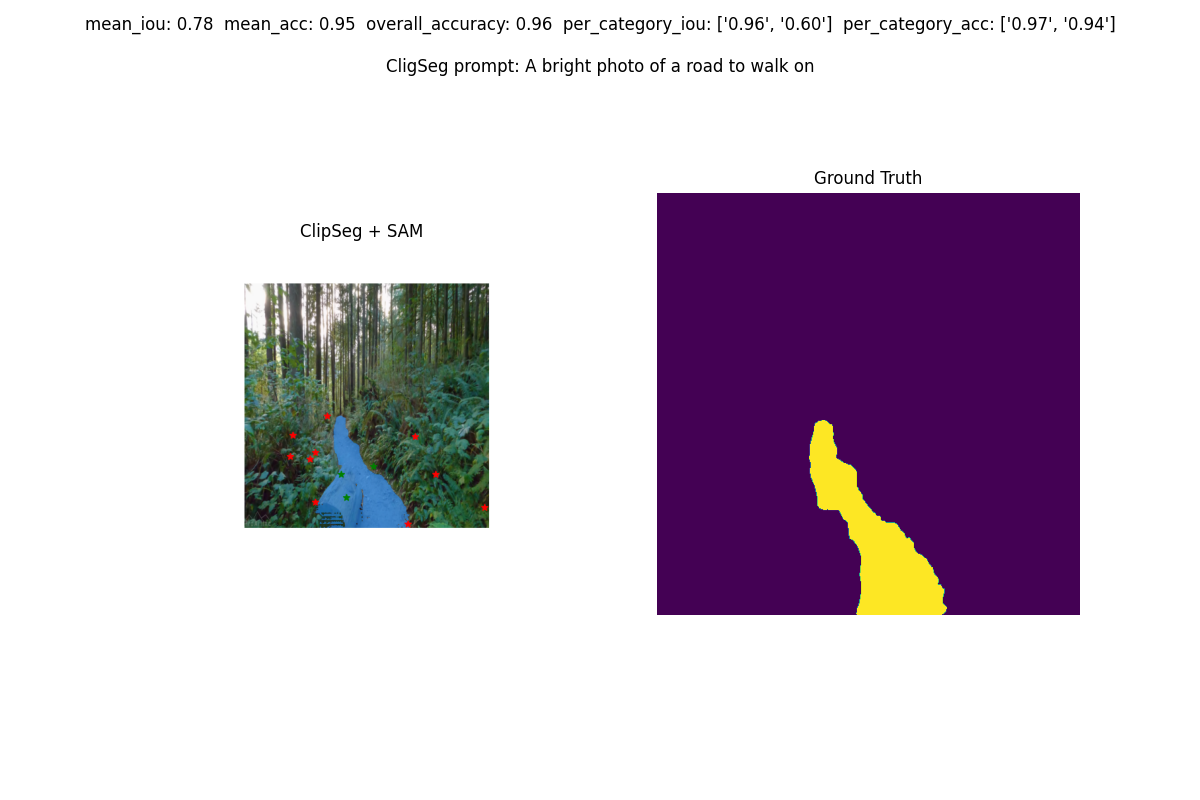 mean_iou: 0.78  mean_acc: 0.95  overall_accuracy: 0.96  per_category_iou: ['0.96', '0.60']  per_category_acc: ['0.97', '0.94']
CligSeg prompt: A bright photo of a road to walk on
Ground Truth
ClipSeg + SAM